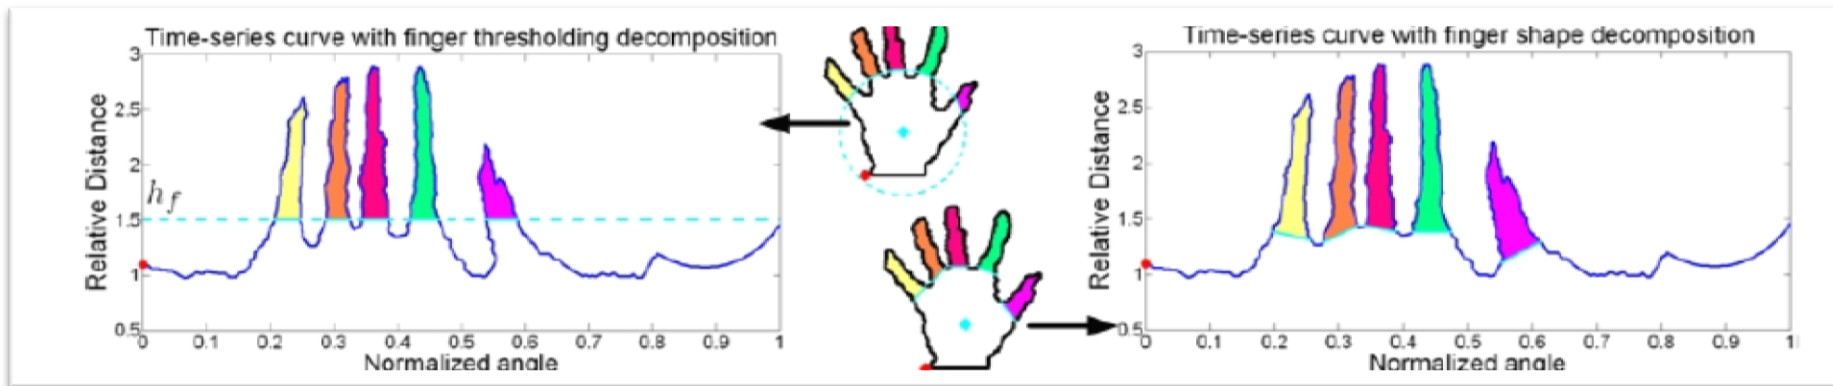 Time-series curve with finger thresholding decomposition
3
2.5
2
1.5
1
0.5
Relative Distance
h_f
0 0.1 0.2 0.3 0.4 0.5 0.6 0.7 0.8 0.9 1
Normalized angle
Time-series curve with finger shape decomposition
3
2.5
2
1.5
1
0.5
Relative Distance
0 0.1 0.2 0.3 0.4 0.5 0.6 0.7 0.8 0.9 1
Normalized angle